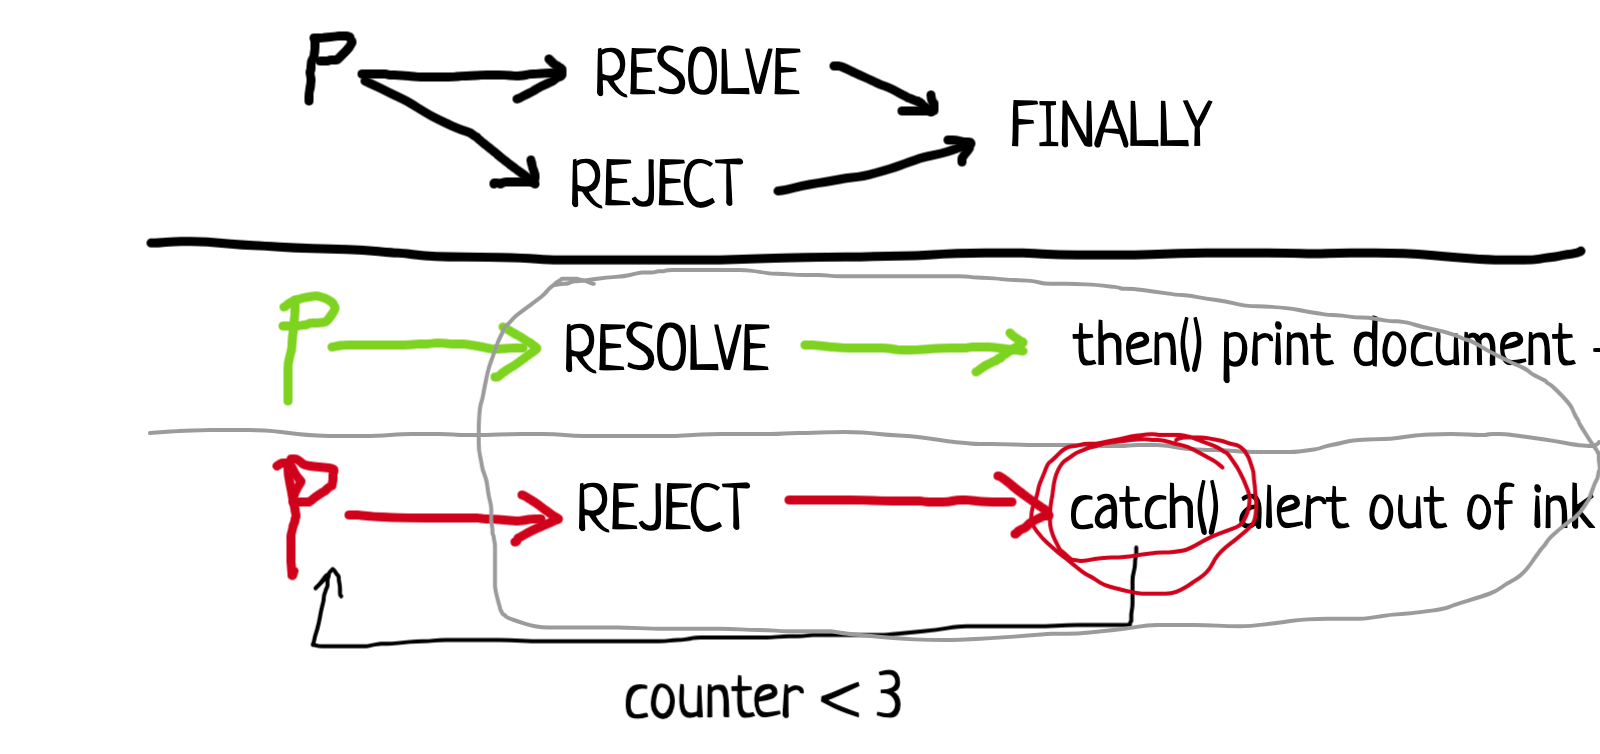 P RESOLVE
FINALLY
REJECT
P RESOLVE then() print document -
P REJECT catch() alert out of ink
counter < 3